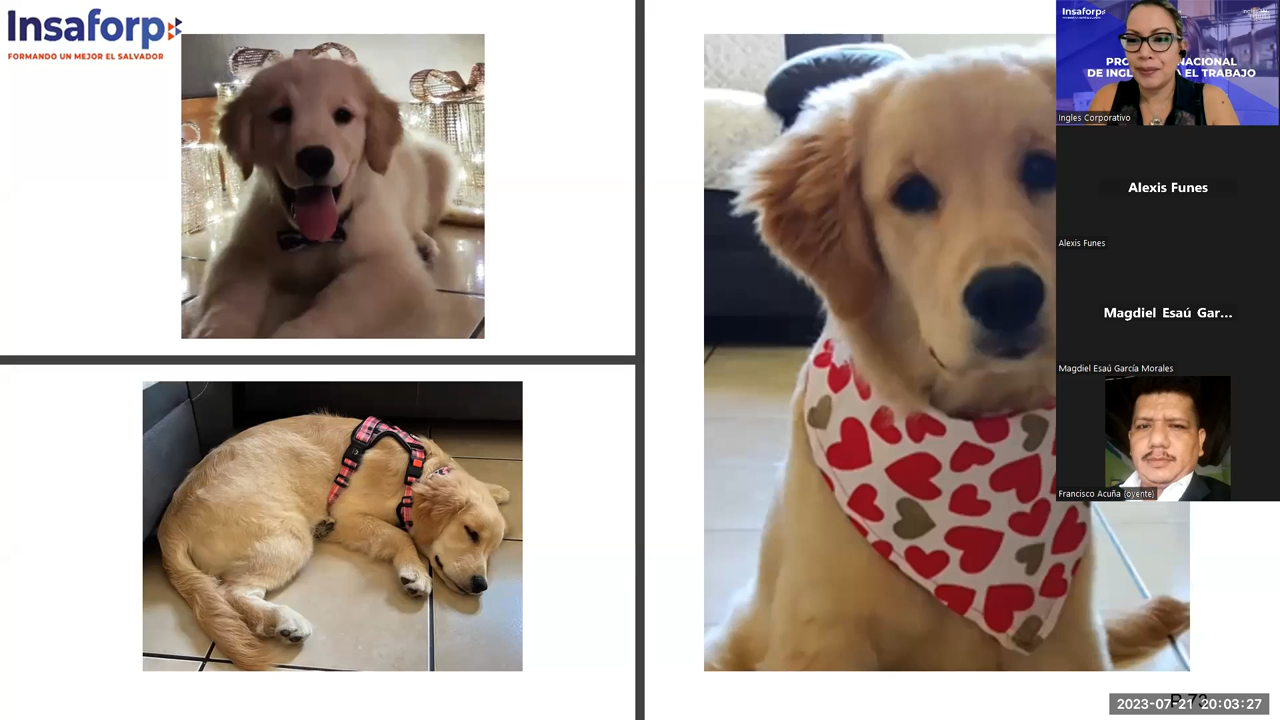 Insaforp
FORMANDO UN MEJOR EL SALVADOR
Insaforp
NACIONAL
DE INGL EL TRABAJO
Ingles Corporativo
Alexis Funes
Alexis Funes
Magdiel Esaú Gar...
Magdiel Esaú García Morales
Francisco Acuña (oyente)
2023-07-21 20:03:27